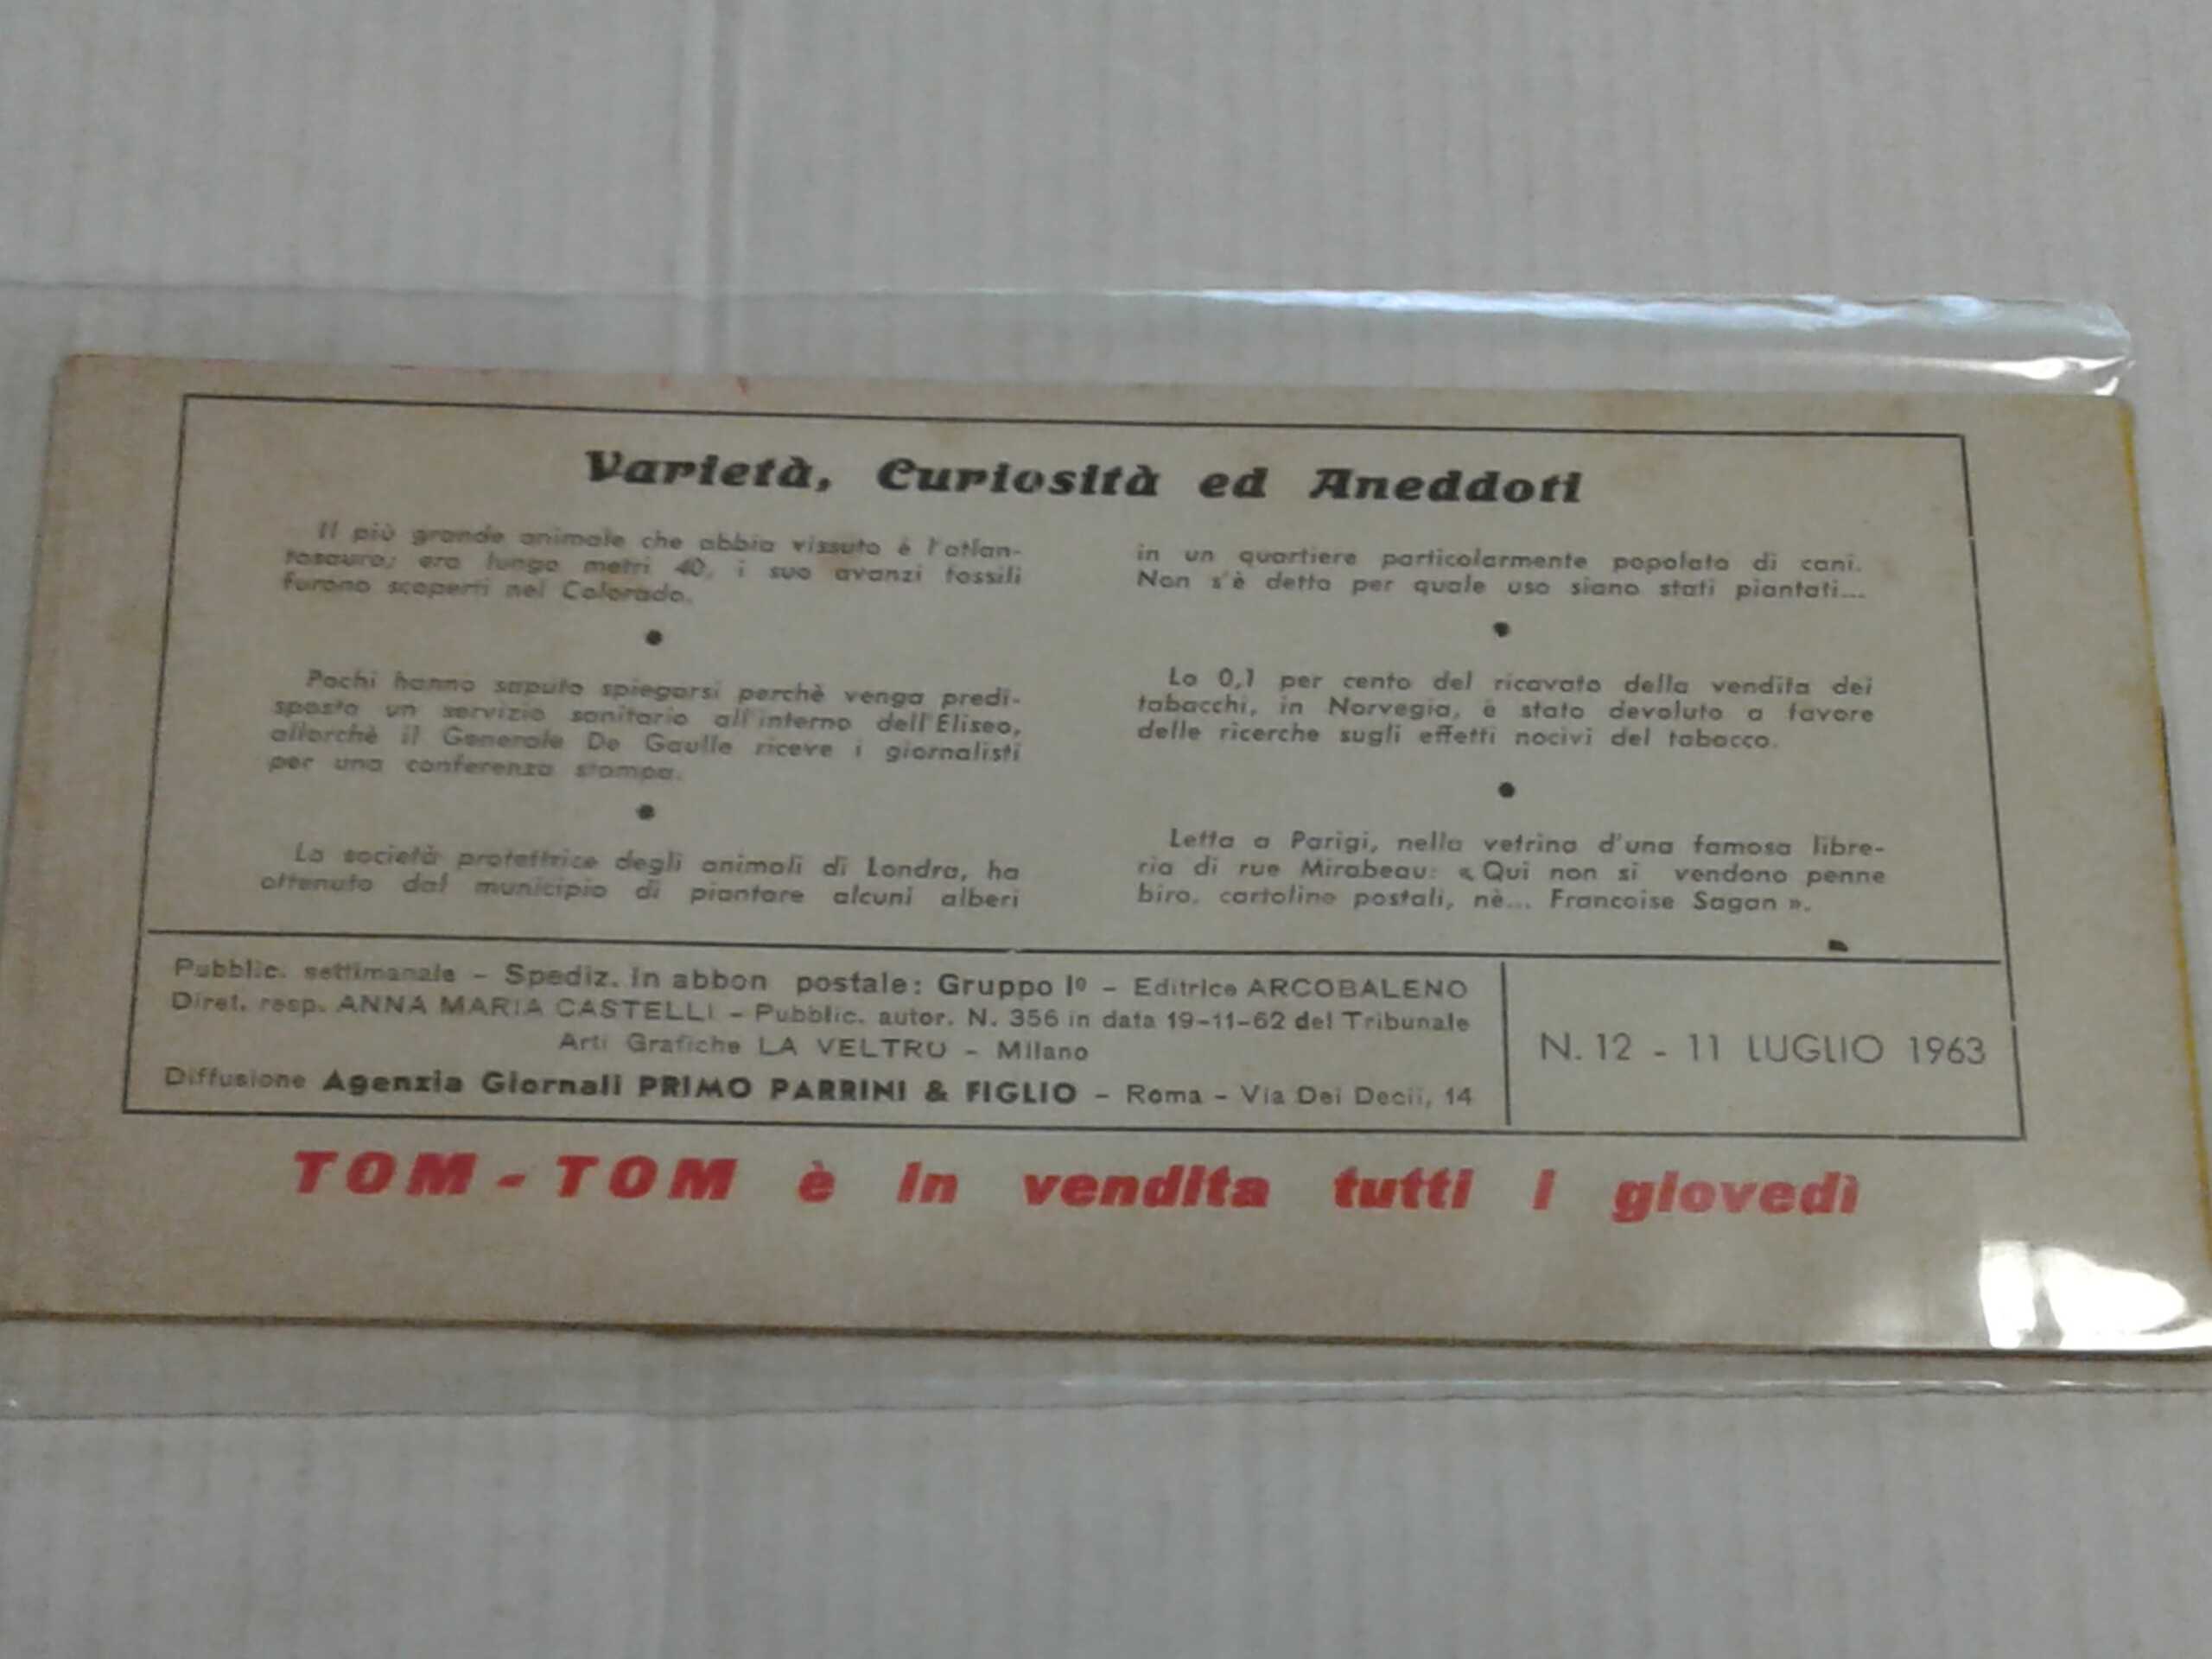 Varietà, Curiosità ed Aneddoti
Il più grande animale che abbia vissuto è l'atlan-
tosauro; era lungo metri 40, i suo avanzi fossili
furono scoperti nel Colorado.
•
Pochi hanno saputo spiegarsi perchè venga predi-
sposto un servizio sanitario all'interno dell'Eliseo,
allorchè il Generale De Gaulle riceve i giornalisti
per una conferenza stampa.
•
La società protettrice degli animali di Londra, ha
ottenuto dal municipio di piantare alcuni alberi
in un quartiere particolarmente popolato di cani.
Non s'è detto per quale uso siano stati piantati...
•
Lo 0,1 per cento del ricavato della vendita dei
tabacchi, in Norvegia, è stato devoluto a favore
delle ricerche sugli effetti nocivi del tabacco.
•
Letta a Parigi, nella vetrina d'una famosa libre-
ria di rue Mirabeau: « Qui non si vendono penne
biro, cartoline postali, nè... Francoise Sagan ».
Pubblic. settimanale - Spediz. in abbon postale: Gruppo Iº - Editrice ARCOBALENO
Diret. resp. ANNA MARIA CASTELLI - Pubblic. autor. N. 356 in data 19-11-62 del Tribunale
Arti Grafiche LA VELTRO - Milano
Diffusione Agenzia Giornali PRIMO PARRINI & FIGLIO - Roma - Via Dei Decii, 14
N. 12 - 11 LUGLIO 1963
TOM - TOM è in vendita tutti i giovedì